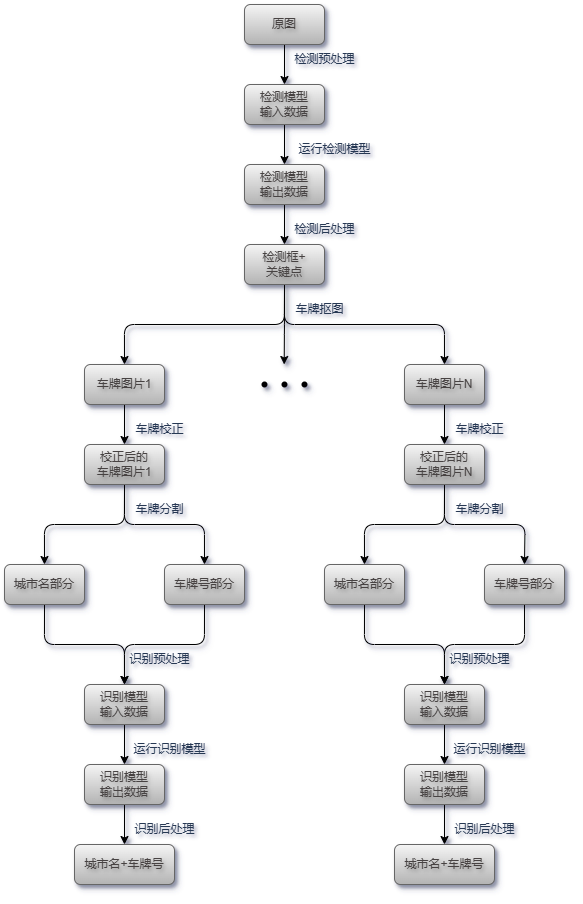 原图
检测预处理
检测模型
输入数据
运行检测模型
检测模型
输出数据
检测后处理
检测框+
关键点
车牌抠图
车牌图片1
车牌图片N
车牌校正
车牌校正
校正后的
车牌图片1
校正后的
车牌图片N
车牌分割
车牌分割
城市名部分
车牌号部分
城市名部分
车牌号部分
识别预处理
识别预处理
识别模型
输入数据
识别模型
输入数据
运行识别模型
运行识别模型
识别模型
输出数据
识别模型
输出数据
识别后处理
识别后处理
城市名+车牌号
城市名+车牌号